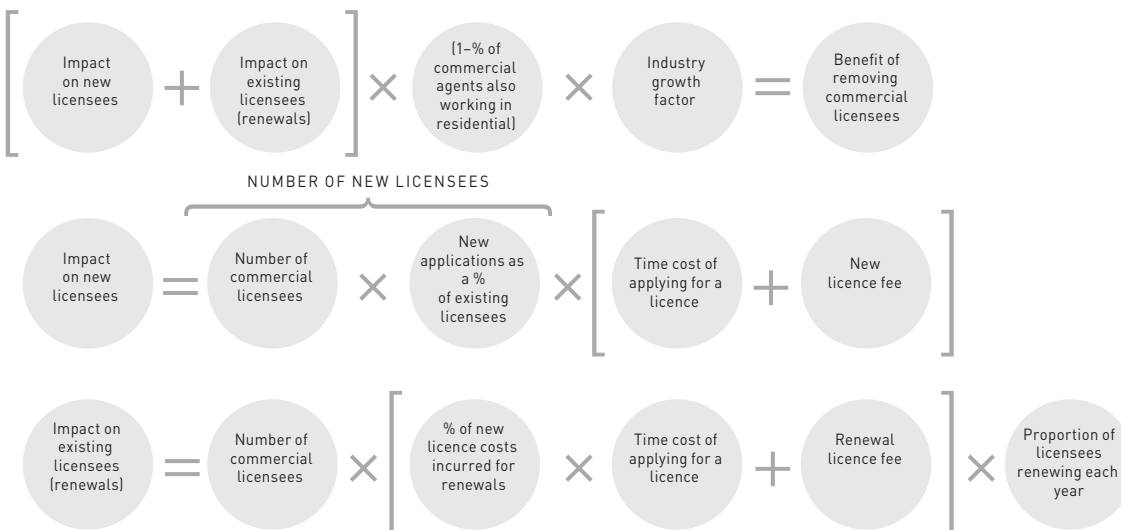 Impact
on new
licensees
+
Impact on
existing
licensees
(renewals)
×
(1–% of
commercial
agents also
working in
residential)
×
Industry
growth
factor
=
Benefit of
removing
commercial
licensees
NUMBER OF NEW LICENSEES
Impact
on new
licensees
=
Number of
commercial
licensees
×
New
applications as
a %
of existing
licensees
×
Time cost of
applying for a
licence
+
New
licence fee
Impact on
existing
licensees
(renewals)
=
Number of
commercial
licensees
×
% of new
licence costs
incurred for
renewals
×
Time cost of
applying for a
licence
+
Renewal
licence fee
×
Proportion of
licensees
renewing each
year